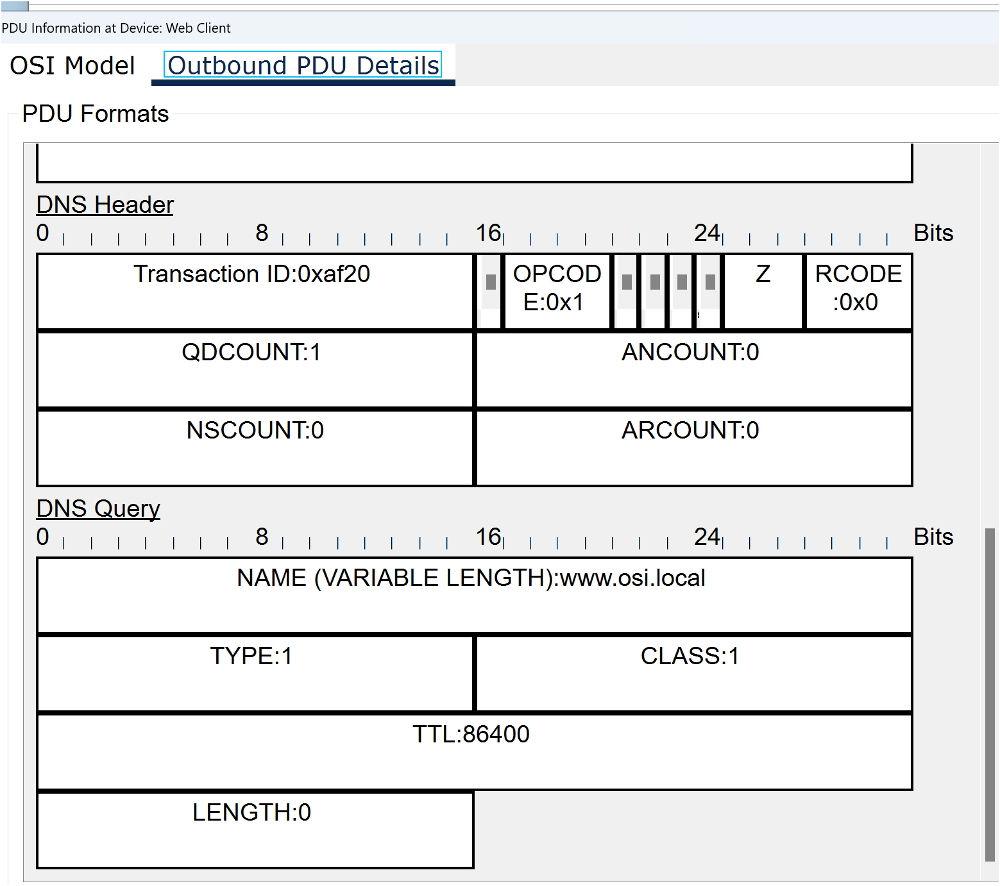 PDU Information at Device: Web Client
OSI Model Outbound PDU Details
PDU Formats
DNS Header
0 8 16 24 Bits
Transaction ID:0xaf20 OPCOD Z RCODE
E:0x1 :0x0
QDCOUNT:1 ANCOUNT:0
NSCOUNT:0 ARCOUNT:0
DNS Query
0 8 16 24 Bits
NAME (VARIABLE LENGTH):www.osi.local
TYPE:1 CLASS:1
TTL:86400
LENGTH:0